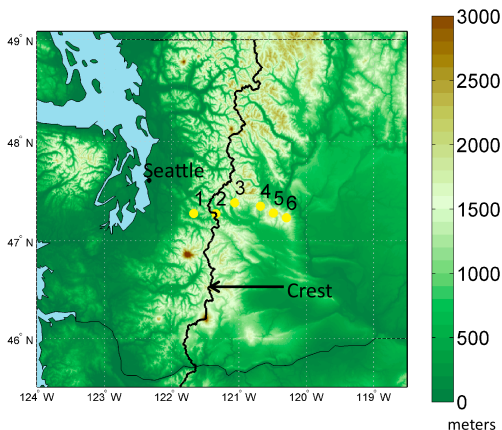 49° N
48° N
47° N
46° N
124° W 123° W 122° W 121° W 120° W 119° W
Seattle
1 2 3 4 5 6
Crest
3000
2500
2000
1500
1000
500
0
meters